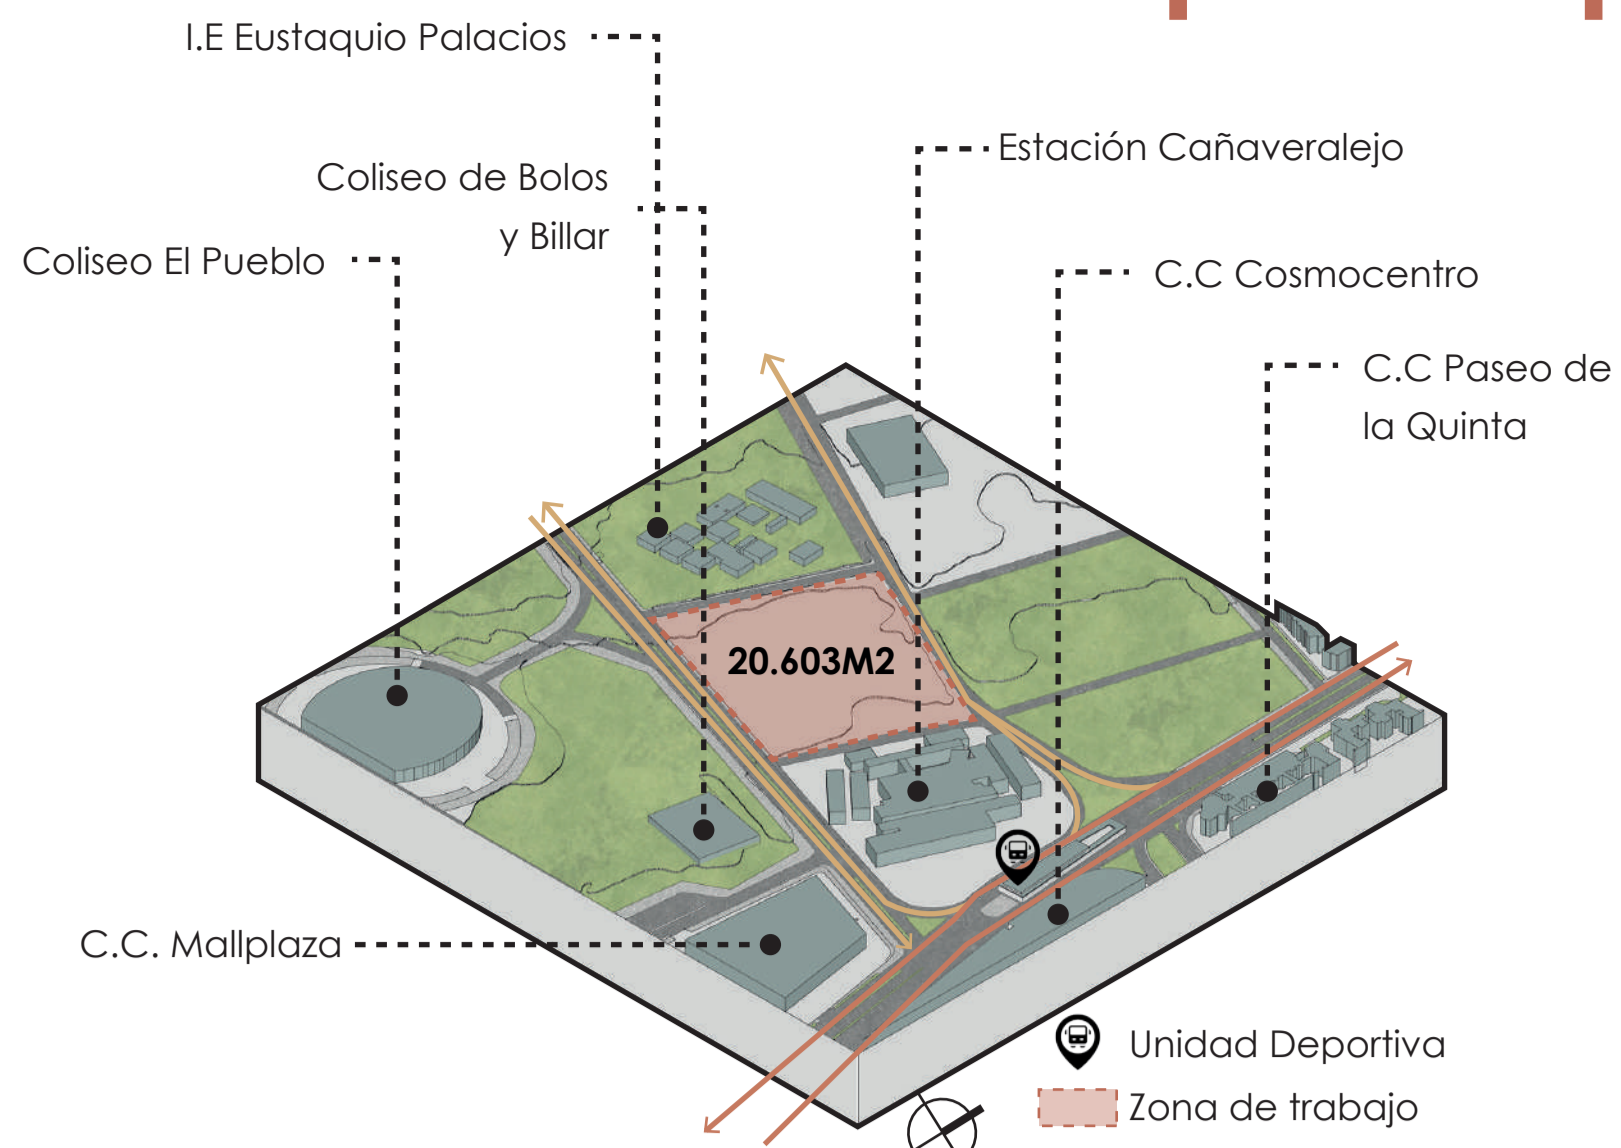 I.E Eustaquio Palacios
Estación Cañaveralejo
Coliseo de Bolos
y Billar
Coliseo El Pueblo
C.C Cosmocentro
C.C Paseo de
la Quinta
20.603M2
C.C. Mallplaza
Unidad Deportiva
Zona de trabajo